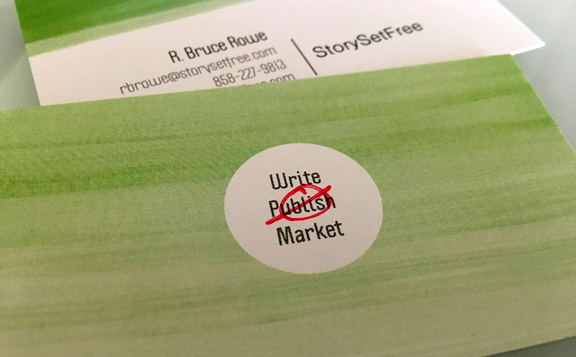 R. Bruce Rowe
rbrowe@storysetfree.com
858-227-9813
StorySetFree
Write
Publish
Market